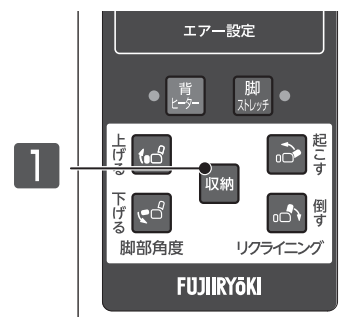 エアー設定
背
ヒーター
脚
ストレッチ
1
上げる
起こす
収納
下げる
倒す
脚部角度
リクライニング
FUJIIRYōKI